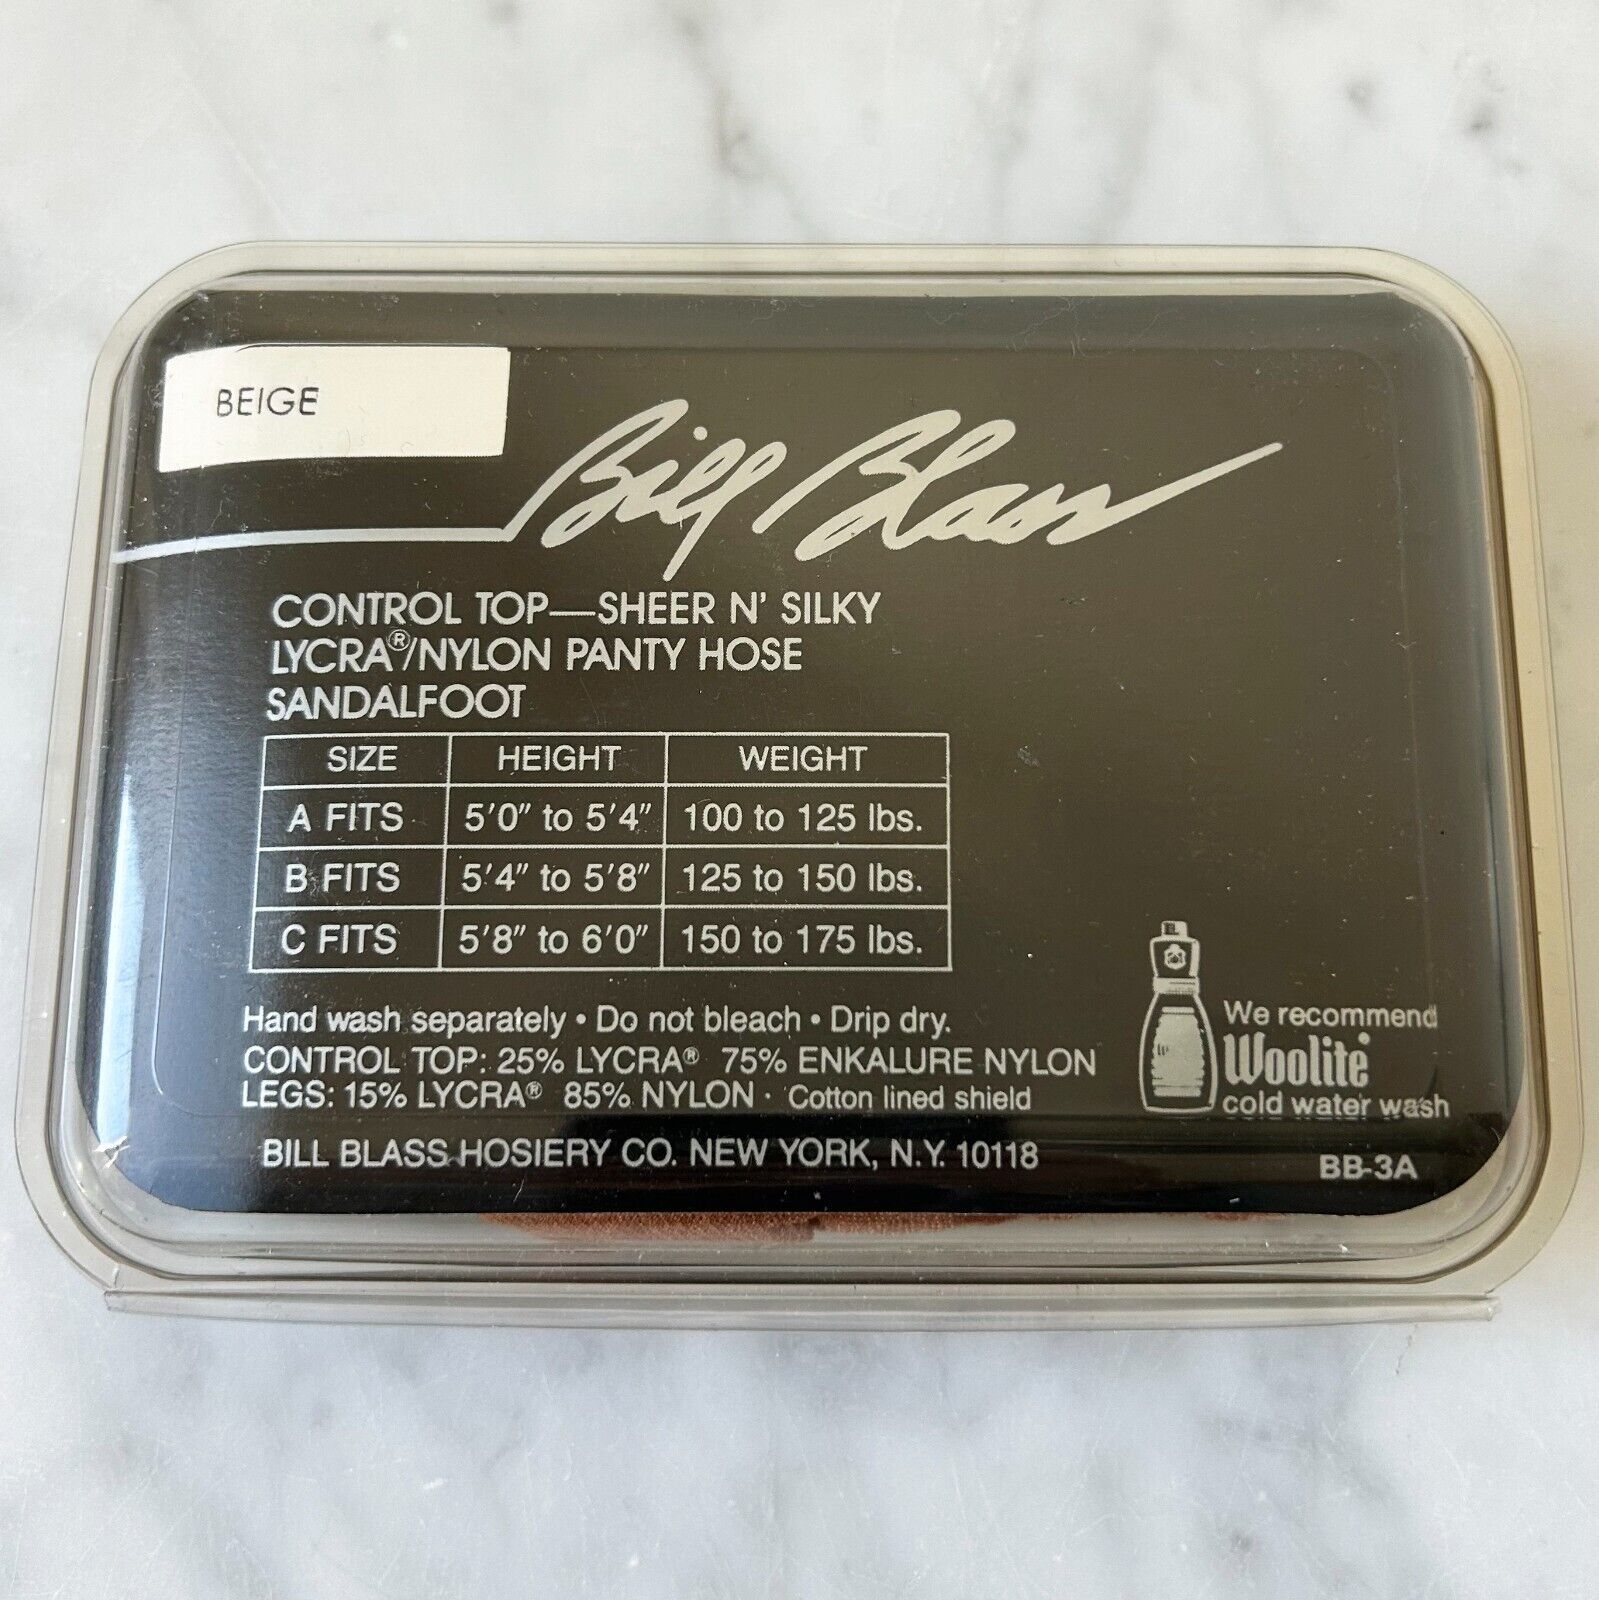 BEIGE
Bill Blass
CONTROL TOP—SHEER N' SILKY
LYCRA®/NYLON PANTY HOSE
SANDALFOOT
SIZE HEIGHT WEIGHT
A FITS 5'0" to 5'4" 100 to 125 lbs.
B FITS 5'4" to 5'8" 125 to 150 lbs.
C FITS 5'8" to 6'0" 150 to 175 lbs.
Hand wash separately • Do not bleach • Drip dry.
CONTROL TOP: 25% LYCRA® 75% ENKALURE NYLON
LEGS: 15% LYCRA® 85% NYLON · Cotton lined shield
We recommend
Woolite®
cold water wash
BILL BLASS HOSIERY CO. NEW YORK, N.Y. 10118
BB-3A